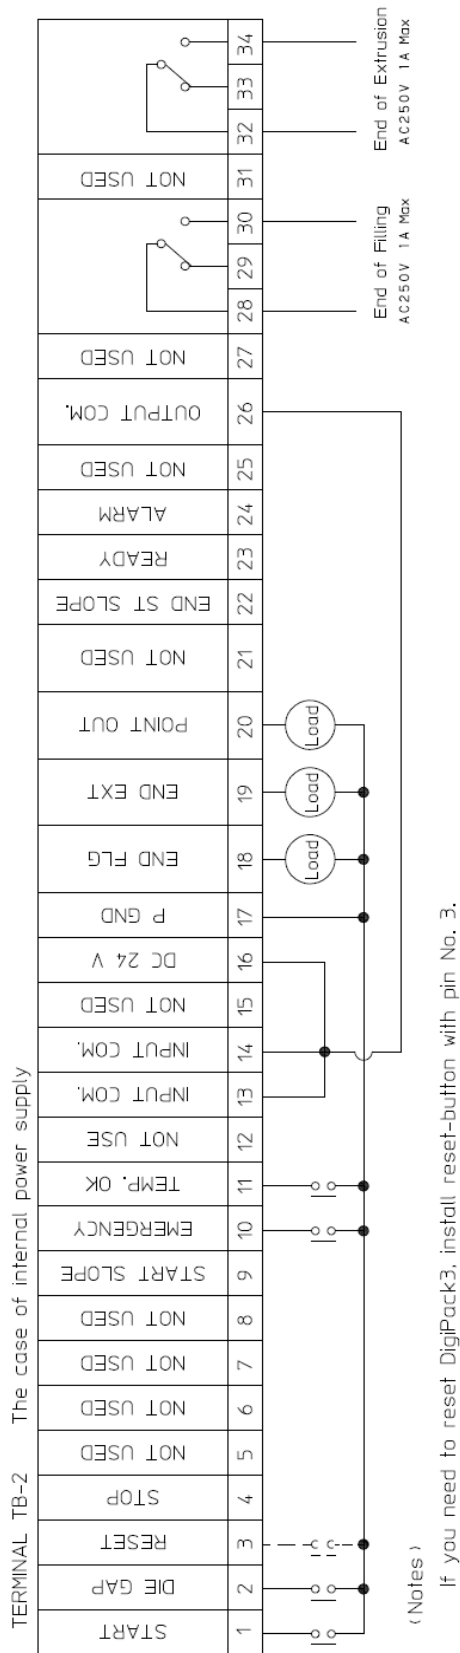 TERMINAL TB-2 The case of internal power supply
START 1
DIE GAP 2
RESET 3
STOP 4
NOT USED 5
NOT USED 6
NOT USED 7
NOT USED 8
START SLOPE 9
EMERGENCY 10
TEMP. OK 11
NOT USE 12
INPUT COM. 13
INPUT COM. 14
NOT USED 15
DC 24 V 16
P GND 17
END FLG 18 Load
END EXT 19 Load
POINT OUT 20 Load
NOT USED 21
END ST SLOPE 22
READY 23
ALARM 24
NOT USED 25
OUTPUT COM. 26
NOT USED 27
28
29
30
End of Filling
AC250V 1A Max
NOT USED 31
32
33
34
End of Extrusion
AC250V 1A Max
(Notes)
If you need to reset DigiPack3, install reset-button with pin No. 3.